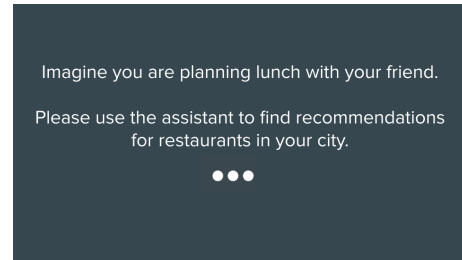 Imagine you are planning lunch with your friend.
Please use the assistant to find recommendations
for restaurants in your city.